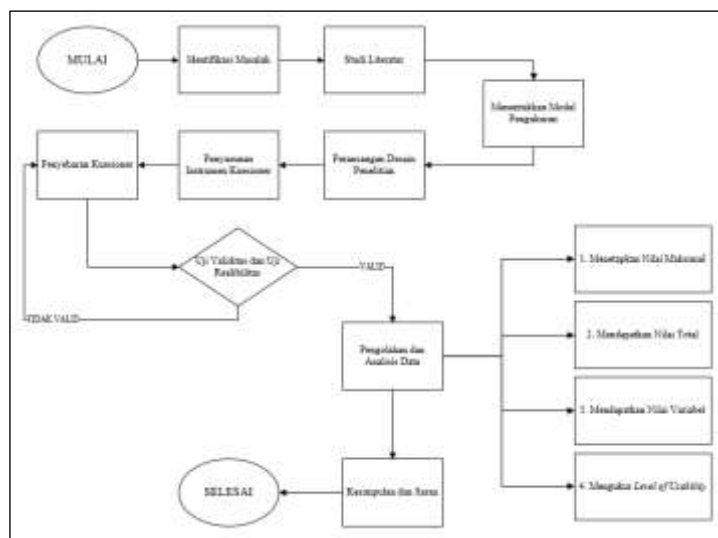 MULAI
Identifikasi Masalah
Studi Literatur
Menentukan Model
Pengukuran
Penyebaran Kuesioner
Penyusunan
Instrumen Kuesioner
Perancangan Desain
Penelitian
Uji Validitas dan Uji
Realibilitas
VALID
TIDAK VALID
Pengolahan dan
Analisis Data
1. Menetapkan Nilai Maksimal
2. Mendapatkan Nilai Total
3. Mendapatkan Nilai Variabel
4. Mengukur Level of Usability
Kesimpulan dan Saran
SELESAI